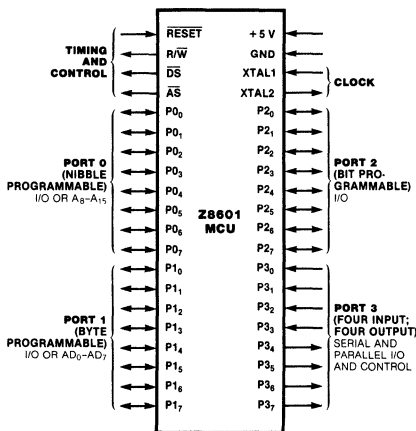 TIMING
AND
CONTROL
RESET
R/W
DS
AS
+5 V
GND
XTAL1
XTAL2
CLOCK
PORT 0
(NIBBLE
PROGRAMMABLE)
I/O OR A₈–A₁₅
P0₀
P0₁
P0₂
P0₃
P0₄
P0₅
P0₆
P0₇
Z8601
MCU
P2₀
P2₁
P2₂
P2₃
P2₄
P2₅
P2₆
P2₇
PORT 2
(BIT PRO-
GRAMMABLE)
I/O
PORT 1
(BYTE
PROGRAMMABLE)
I/O OR AD₀–AD₇
P1₀
P1₁
P1₂
P1₃
P1₄
P1₅
P1₆
P1₇
P3₀
P3₁
P3₂
P3₃
P3₄
P3₅
P3₆
P3₇
PORT 3
(FOUR INPUT;
FOUR OUTPUT)
SERIAL AND
PARALLEL I/O
AND CONTROL